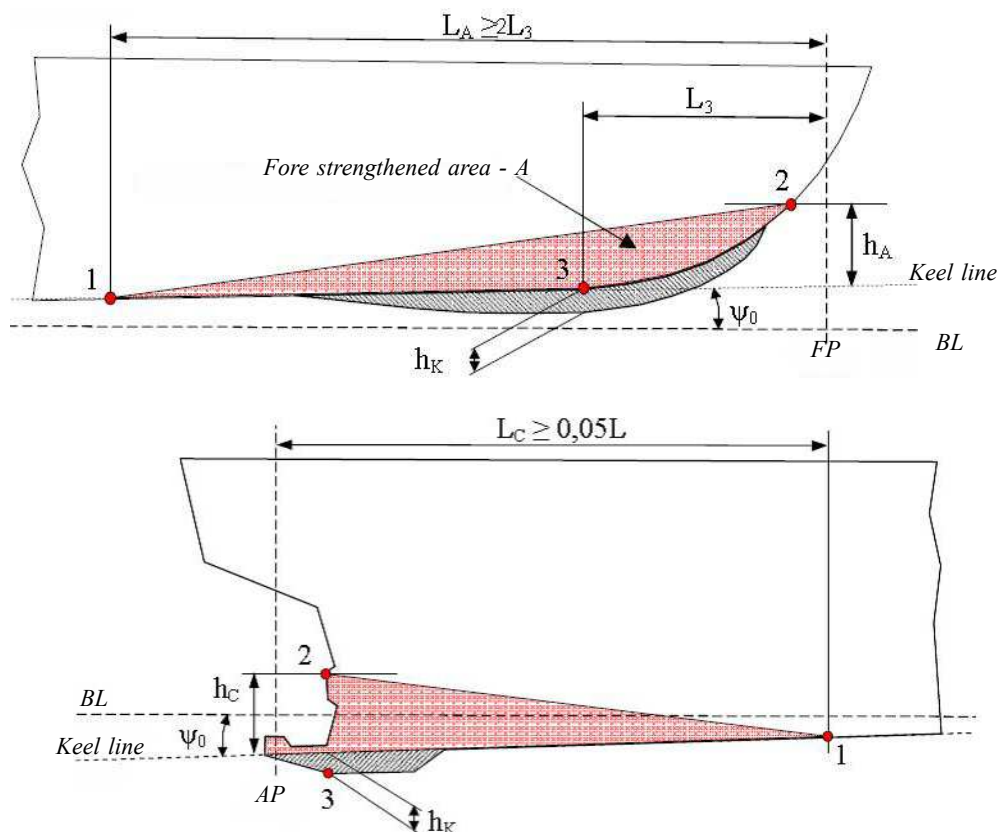 L_A ≥2L_3
L_3
Fore strengthened area - A
2
h_A
3
1
Keel line
ψ_0
h_K
FP
BL
L_C ≥ 0,05L
2
h_C
BL
ψ_0
Keel line
1
AP
3
h_K